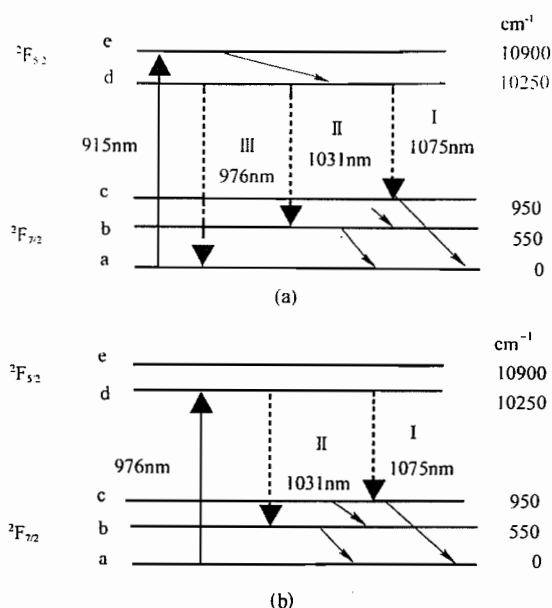 cm⁻¹
²F₅/₂ e 10900
d 10250
I
II
III
915nm 1075nm
1031nm
976nm
c 950
b 550
²F₇/₂
a 0
(a)
cm⁻¹
e 10900
²F₅/₂
d 10250
I
II
976nm 1075nm
1031nm
c 950
b 550
²F₇/₂
a 0
(b)